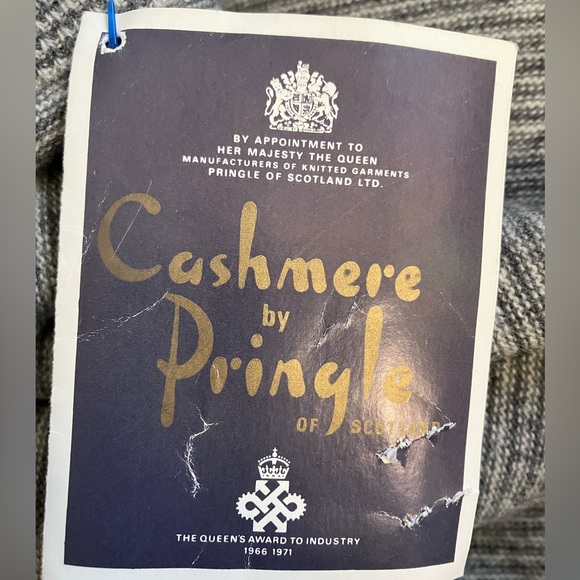 BY APPOINTMENT TO
HER MAJESTY THE QUEEN
MANUFACTURERS OF KNITTED GARMENTS
PRINGLE OF SCOTLAND LTD.
Cashmere
by
Pringle
OF SCOTLAND
THE QUEEN'S AWARD TO INDUSTRY
1966 1971